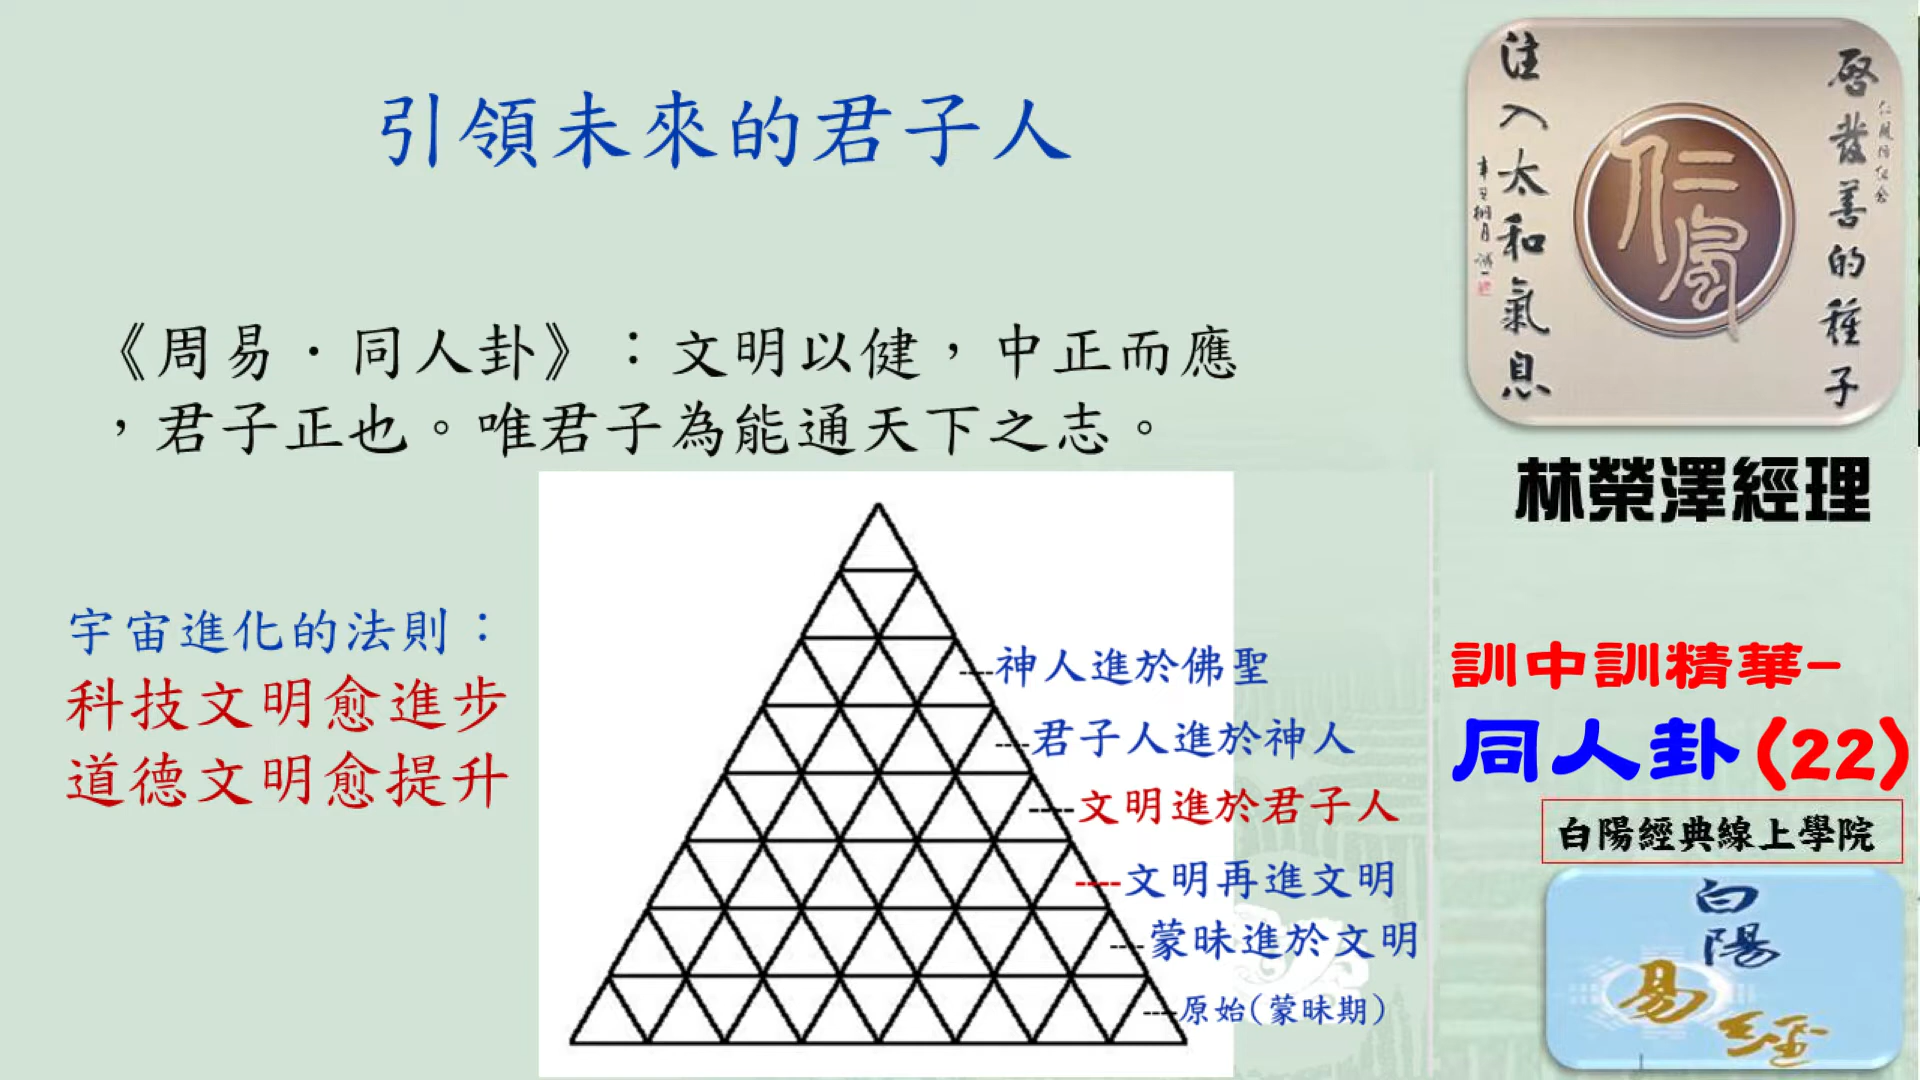 引領未來的君子人
《周易．同人卦》：文明以健，中正而應
，君子正也。唯君子為能通天下之志。
宇宙進化的法則：
科技文明愈進步
道德文明愈提升
----神人進於佛聖
----君子人進於神人
----文明進於君子人
----文明再進文明
----蒙昧進於文明
----原始(蒙昧期)
啓發善的種子
仁風
注入太和氣息
林榮澤經理
訓中訓精華-
同人卦(22)
白陽經典線上學院
白陽
易經